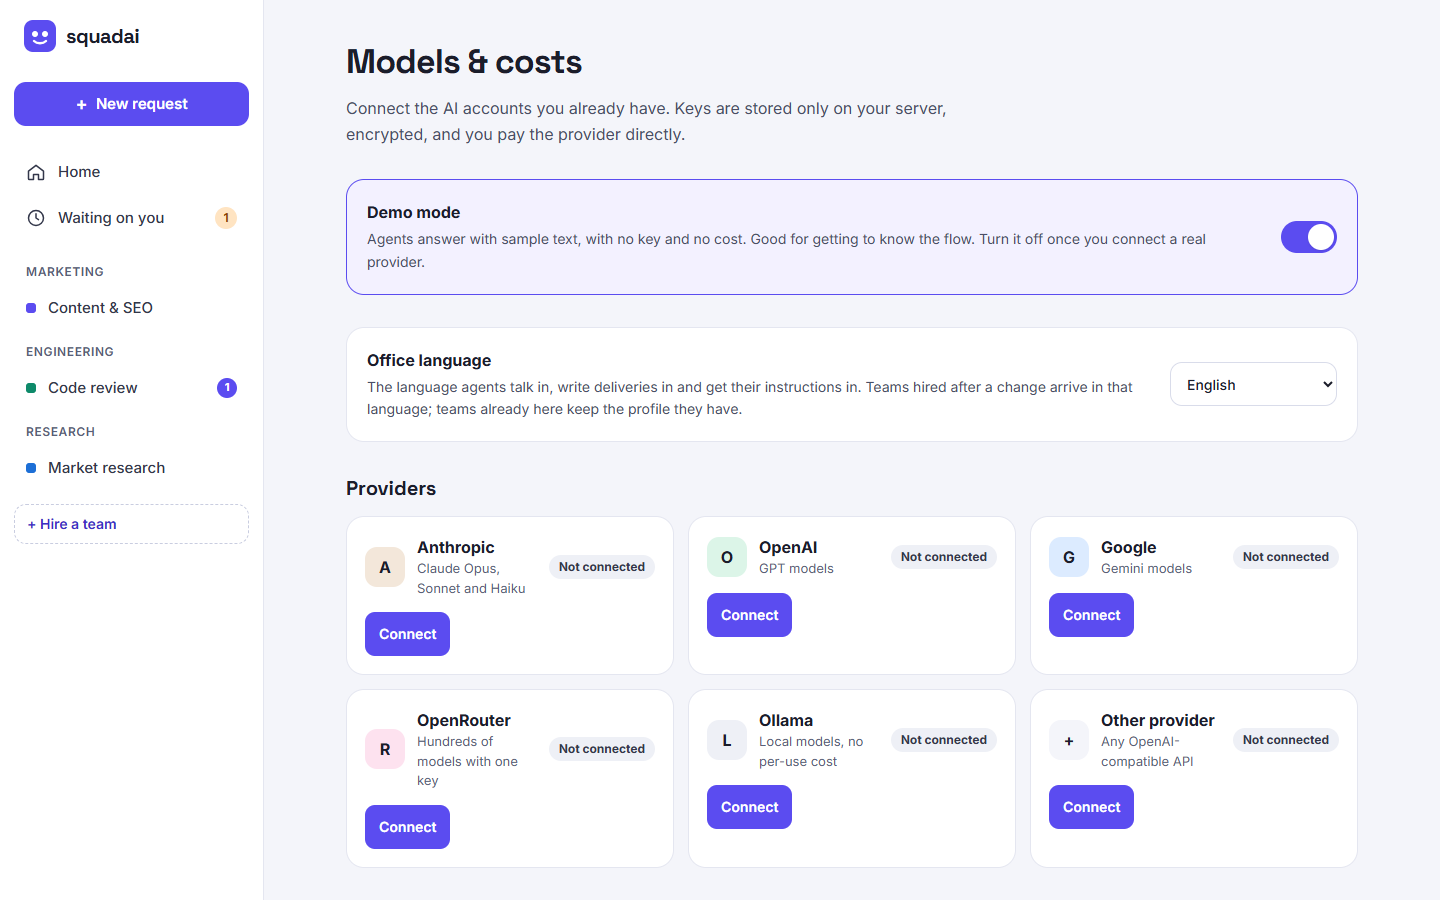 squadai
+ New request
Home
Waiting on you 1
MARKETING
Content & SEO
ENGINEERING
Code review 1
RESEARCH
Market research
+ Hire a team
Models & costs
Connect the AI accounts you already have. Keys are stored only on your server,
encrypted, and you pay the provider directly.
Demo mode
Agents answer with sample text, with no key and no cost. Good for getting to know the flow. Turn it off once you connect a real
provider.
Office language
The language agents talk in, write deliveries in and get their instructions in. Teams hired after a change arrive in that
language; teams already here keep the profile they have.
English
Providers
A
Anthropic
Claude Opus,
Sonnet and Haiku
Not connected
Connect
O
OpenAI
GPT models
Not connected
Connect
G
Google
Gemini models
Not connected
Connect
R
OpenRouter
Hundreds of
models with one
key
Not connected
Connect
L
Ollama
Local models, no
per-use cost
Not connected
Connect
+
Other provider
Any OpenAI-
compatible API
Not connected
Connect